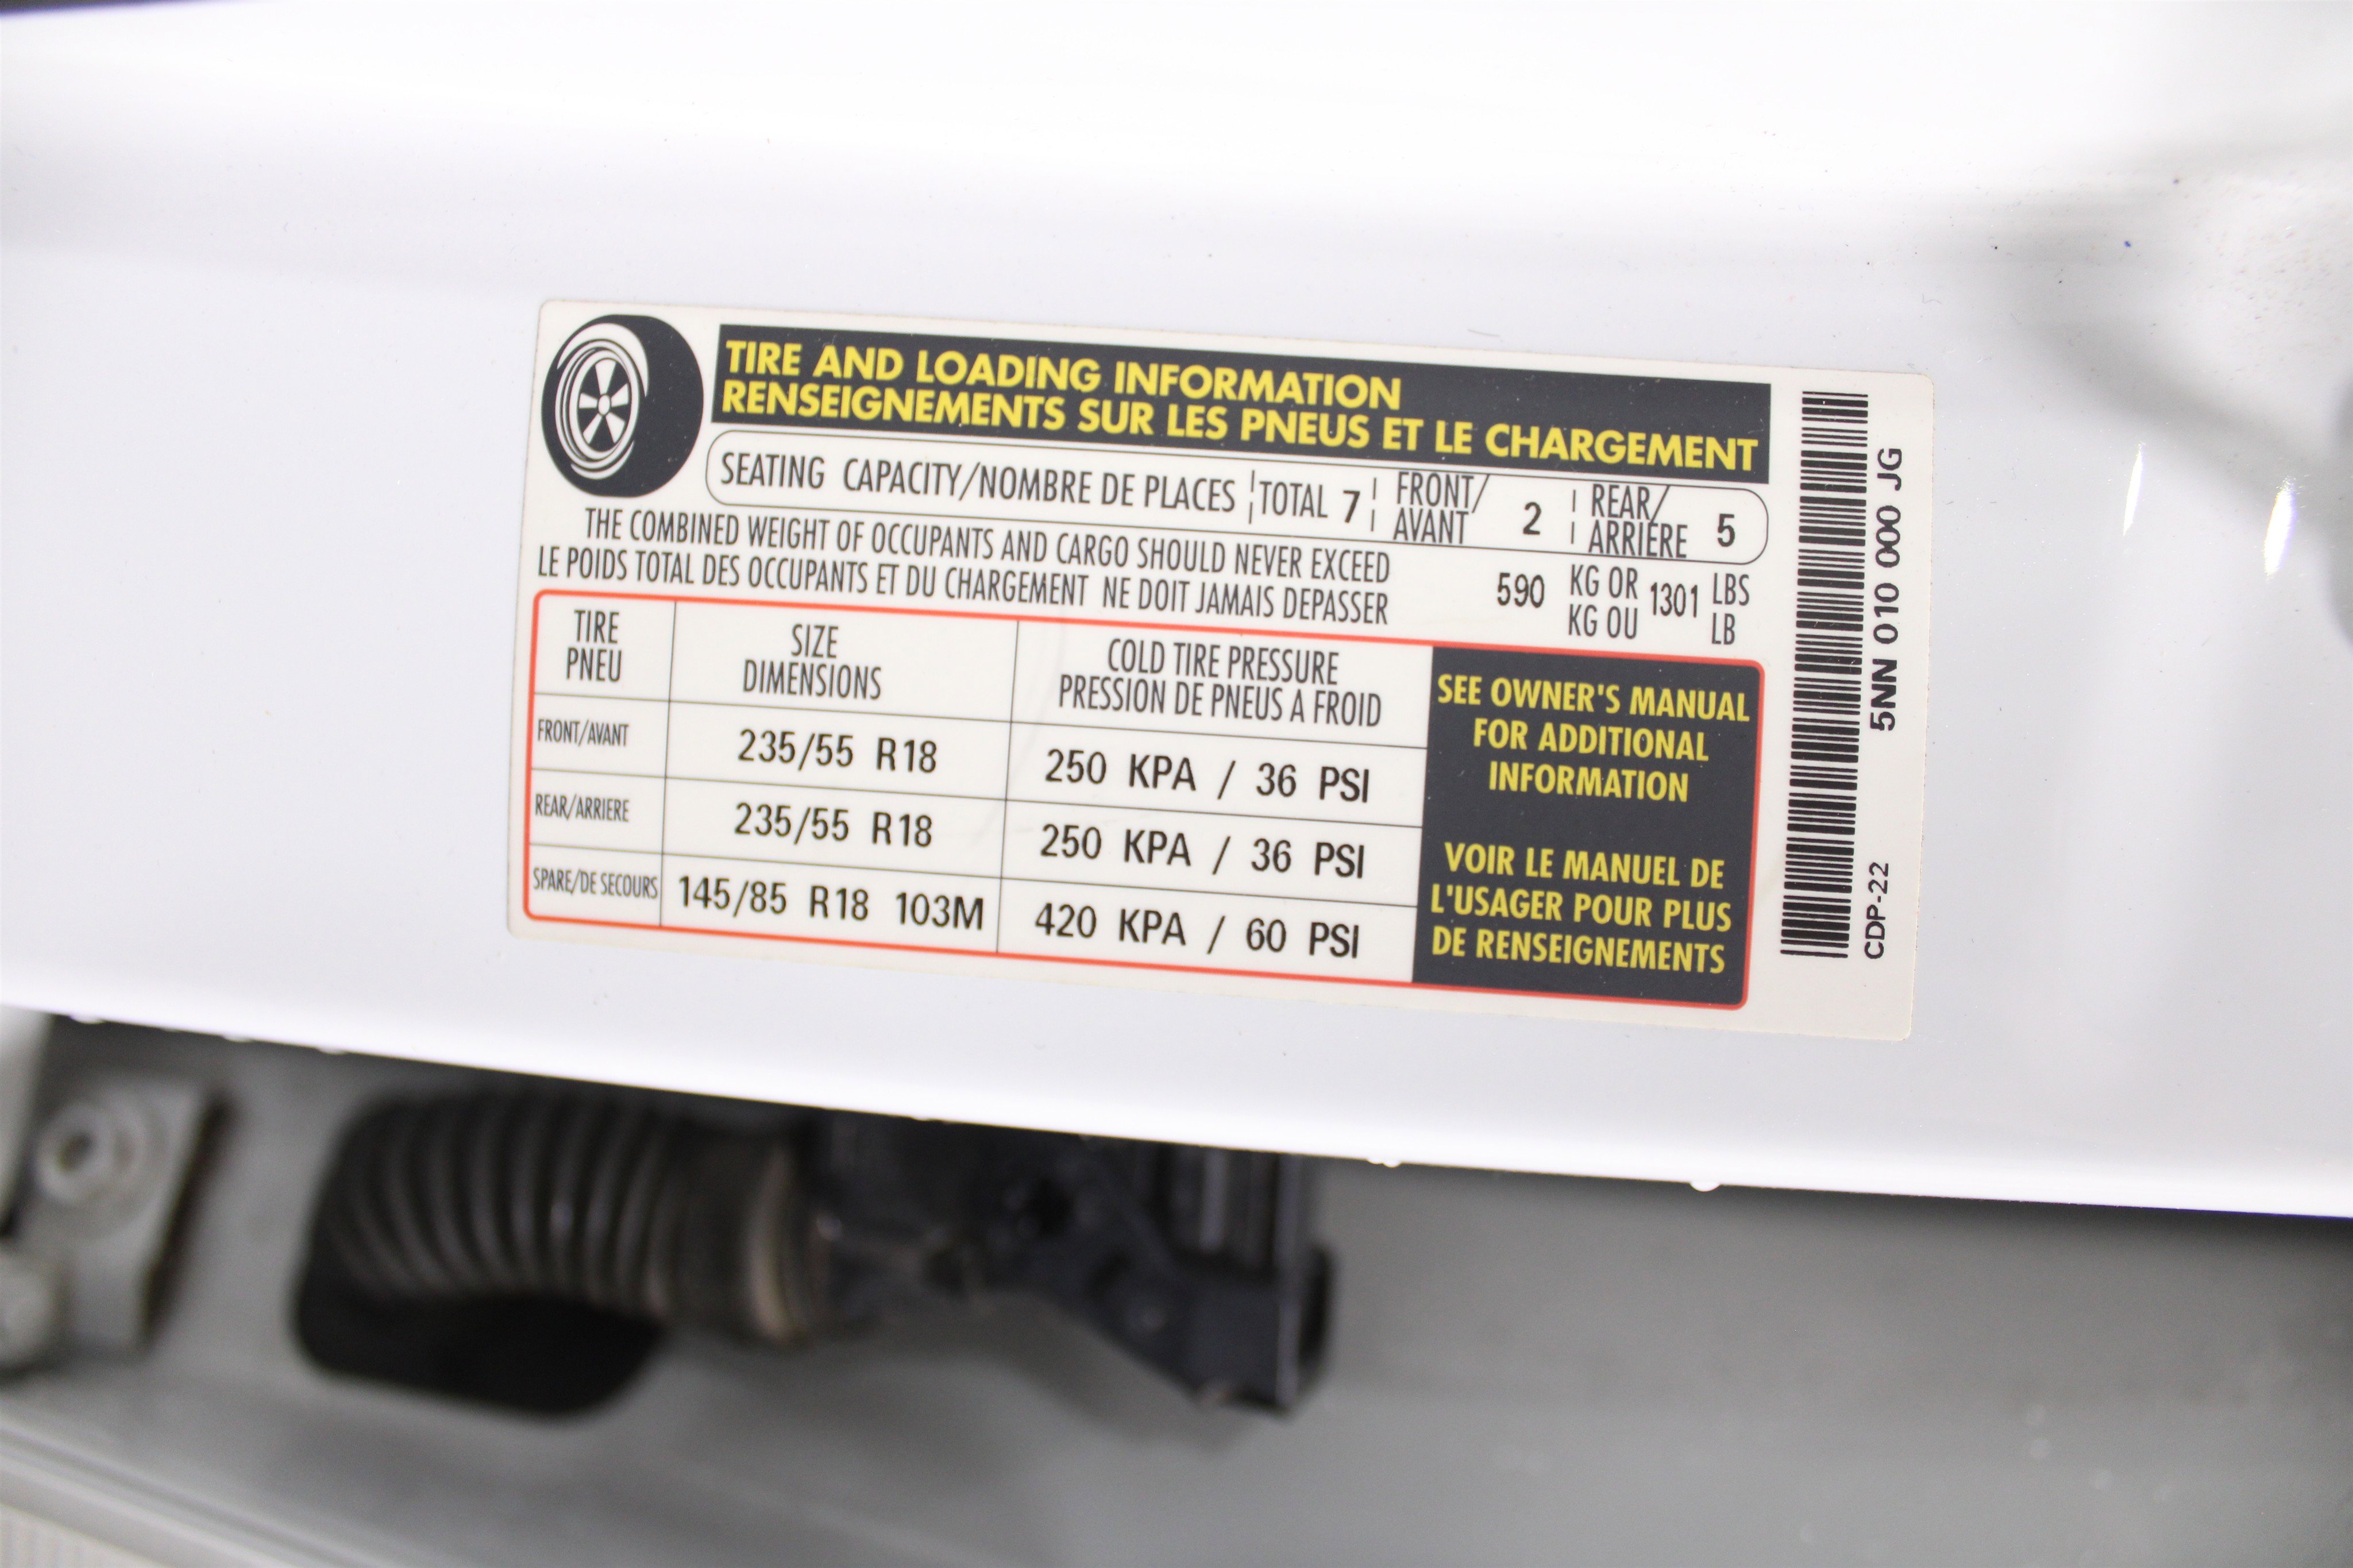 TIRE AND LOADING INFORMATION
RENSEIGNEMENTS SUR LES PNEUS ET LE CHARGEMENT
SEATING CAPACITY/NOMBRE DE PLACES TOTAL 7 FRONT/AVANT 2 REAR/ARRIÈRE 5
THE COMBINED WEIGHT OF OCCUPANTS AND CARGO SHOULD NEVER EXCEED 590 KG OR 1301 LBS
LE POIDS TOTAL DES OCCUPANTS ET DU CHARGEMENT NE DOIT JAMAIS DEPASSER KG OU LB
TIRE SIZE COLD TIRE PRESSURE
PNEU DIMENSIONS PRESSION DE PNEUS A FROID
FRONT/AVANT 235/55 R18 250 KPA / 36 PSI
REAR/ARRIERE 235/55 R18 250 KPA / 36 PSI
SPARE/DE SECOURS 145/85 R18 103M 420 KPA / 60 PSI
SEE OWNER'S MANUAL
FOR ADDITIONAL
INFORMATION
VOIR LE MANUEL DE
L'USAGER POUR PLUS
DE RENSEIGNEMENTS
5NN 010 000 JG
CDP-22